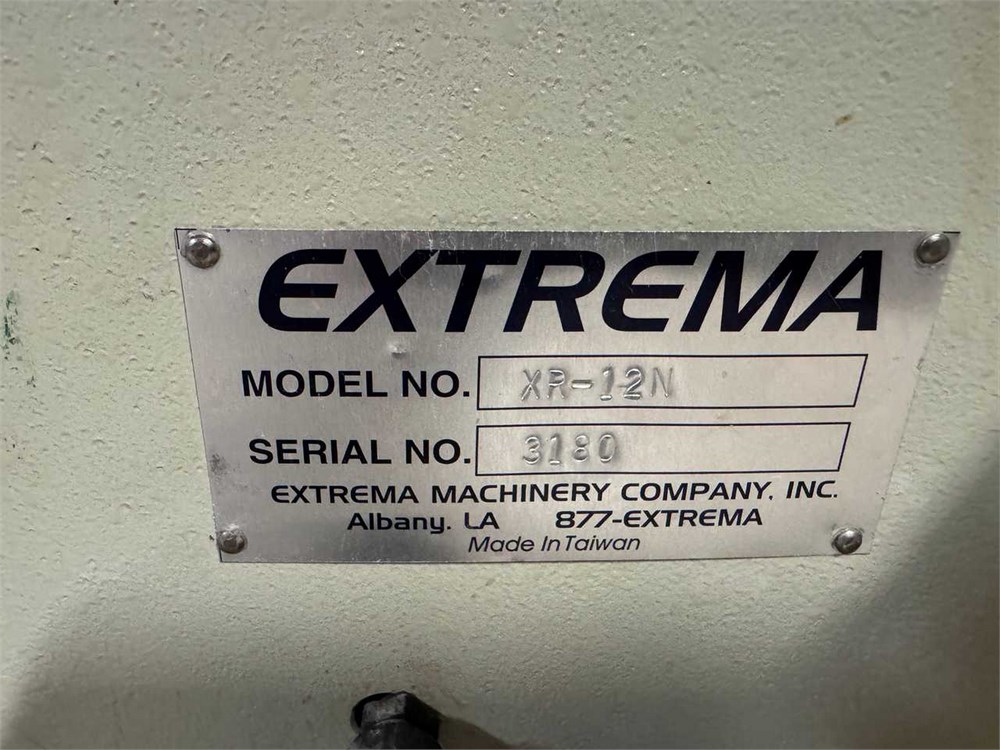 EXTREMA
MODEL NO. XR-12N
SERIAL NO. 3180
EXTREMA MACHINERY COMPANY, INC.
Albany, LA 877-EXTREMA
Made In Taiwan